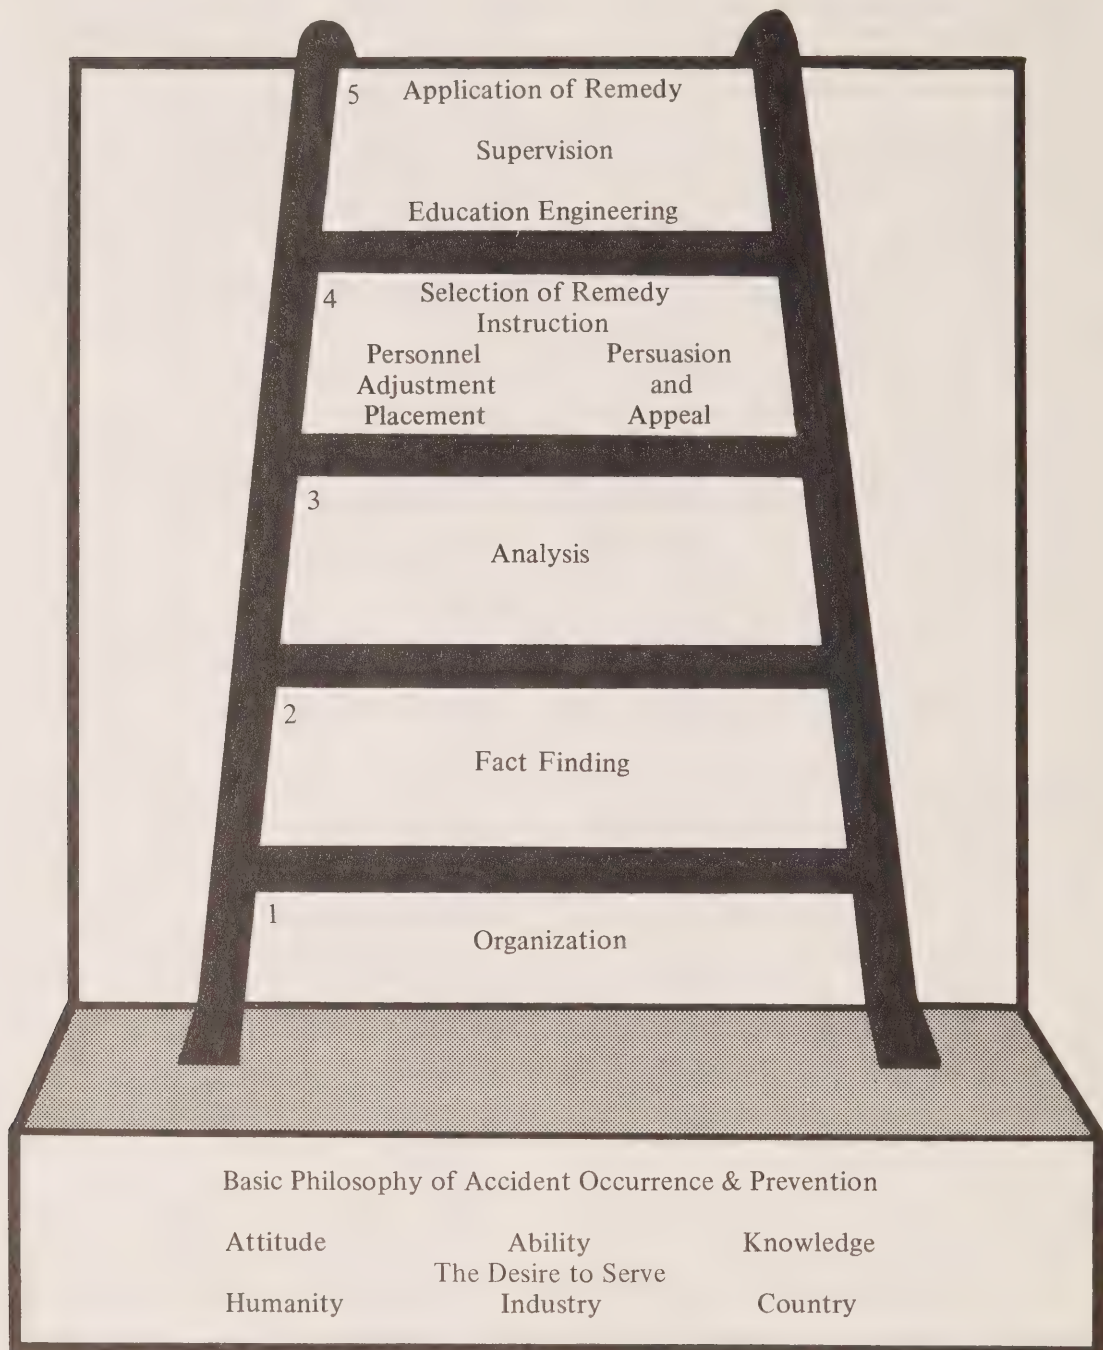 5 Application of Remedy
Supervision
Education Engineering
4 Selection of Remedy
Instruction
Personnel Persuasion
Adjustment and
Placement Appeal
3
Analysis
2
Fact Finding
1
Organization
Basic Philosophy of Accident Occurrence & Prevention
Attitude Ability Knowledge
The Desire to Serve
Humanity Industry Country